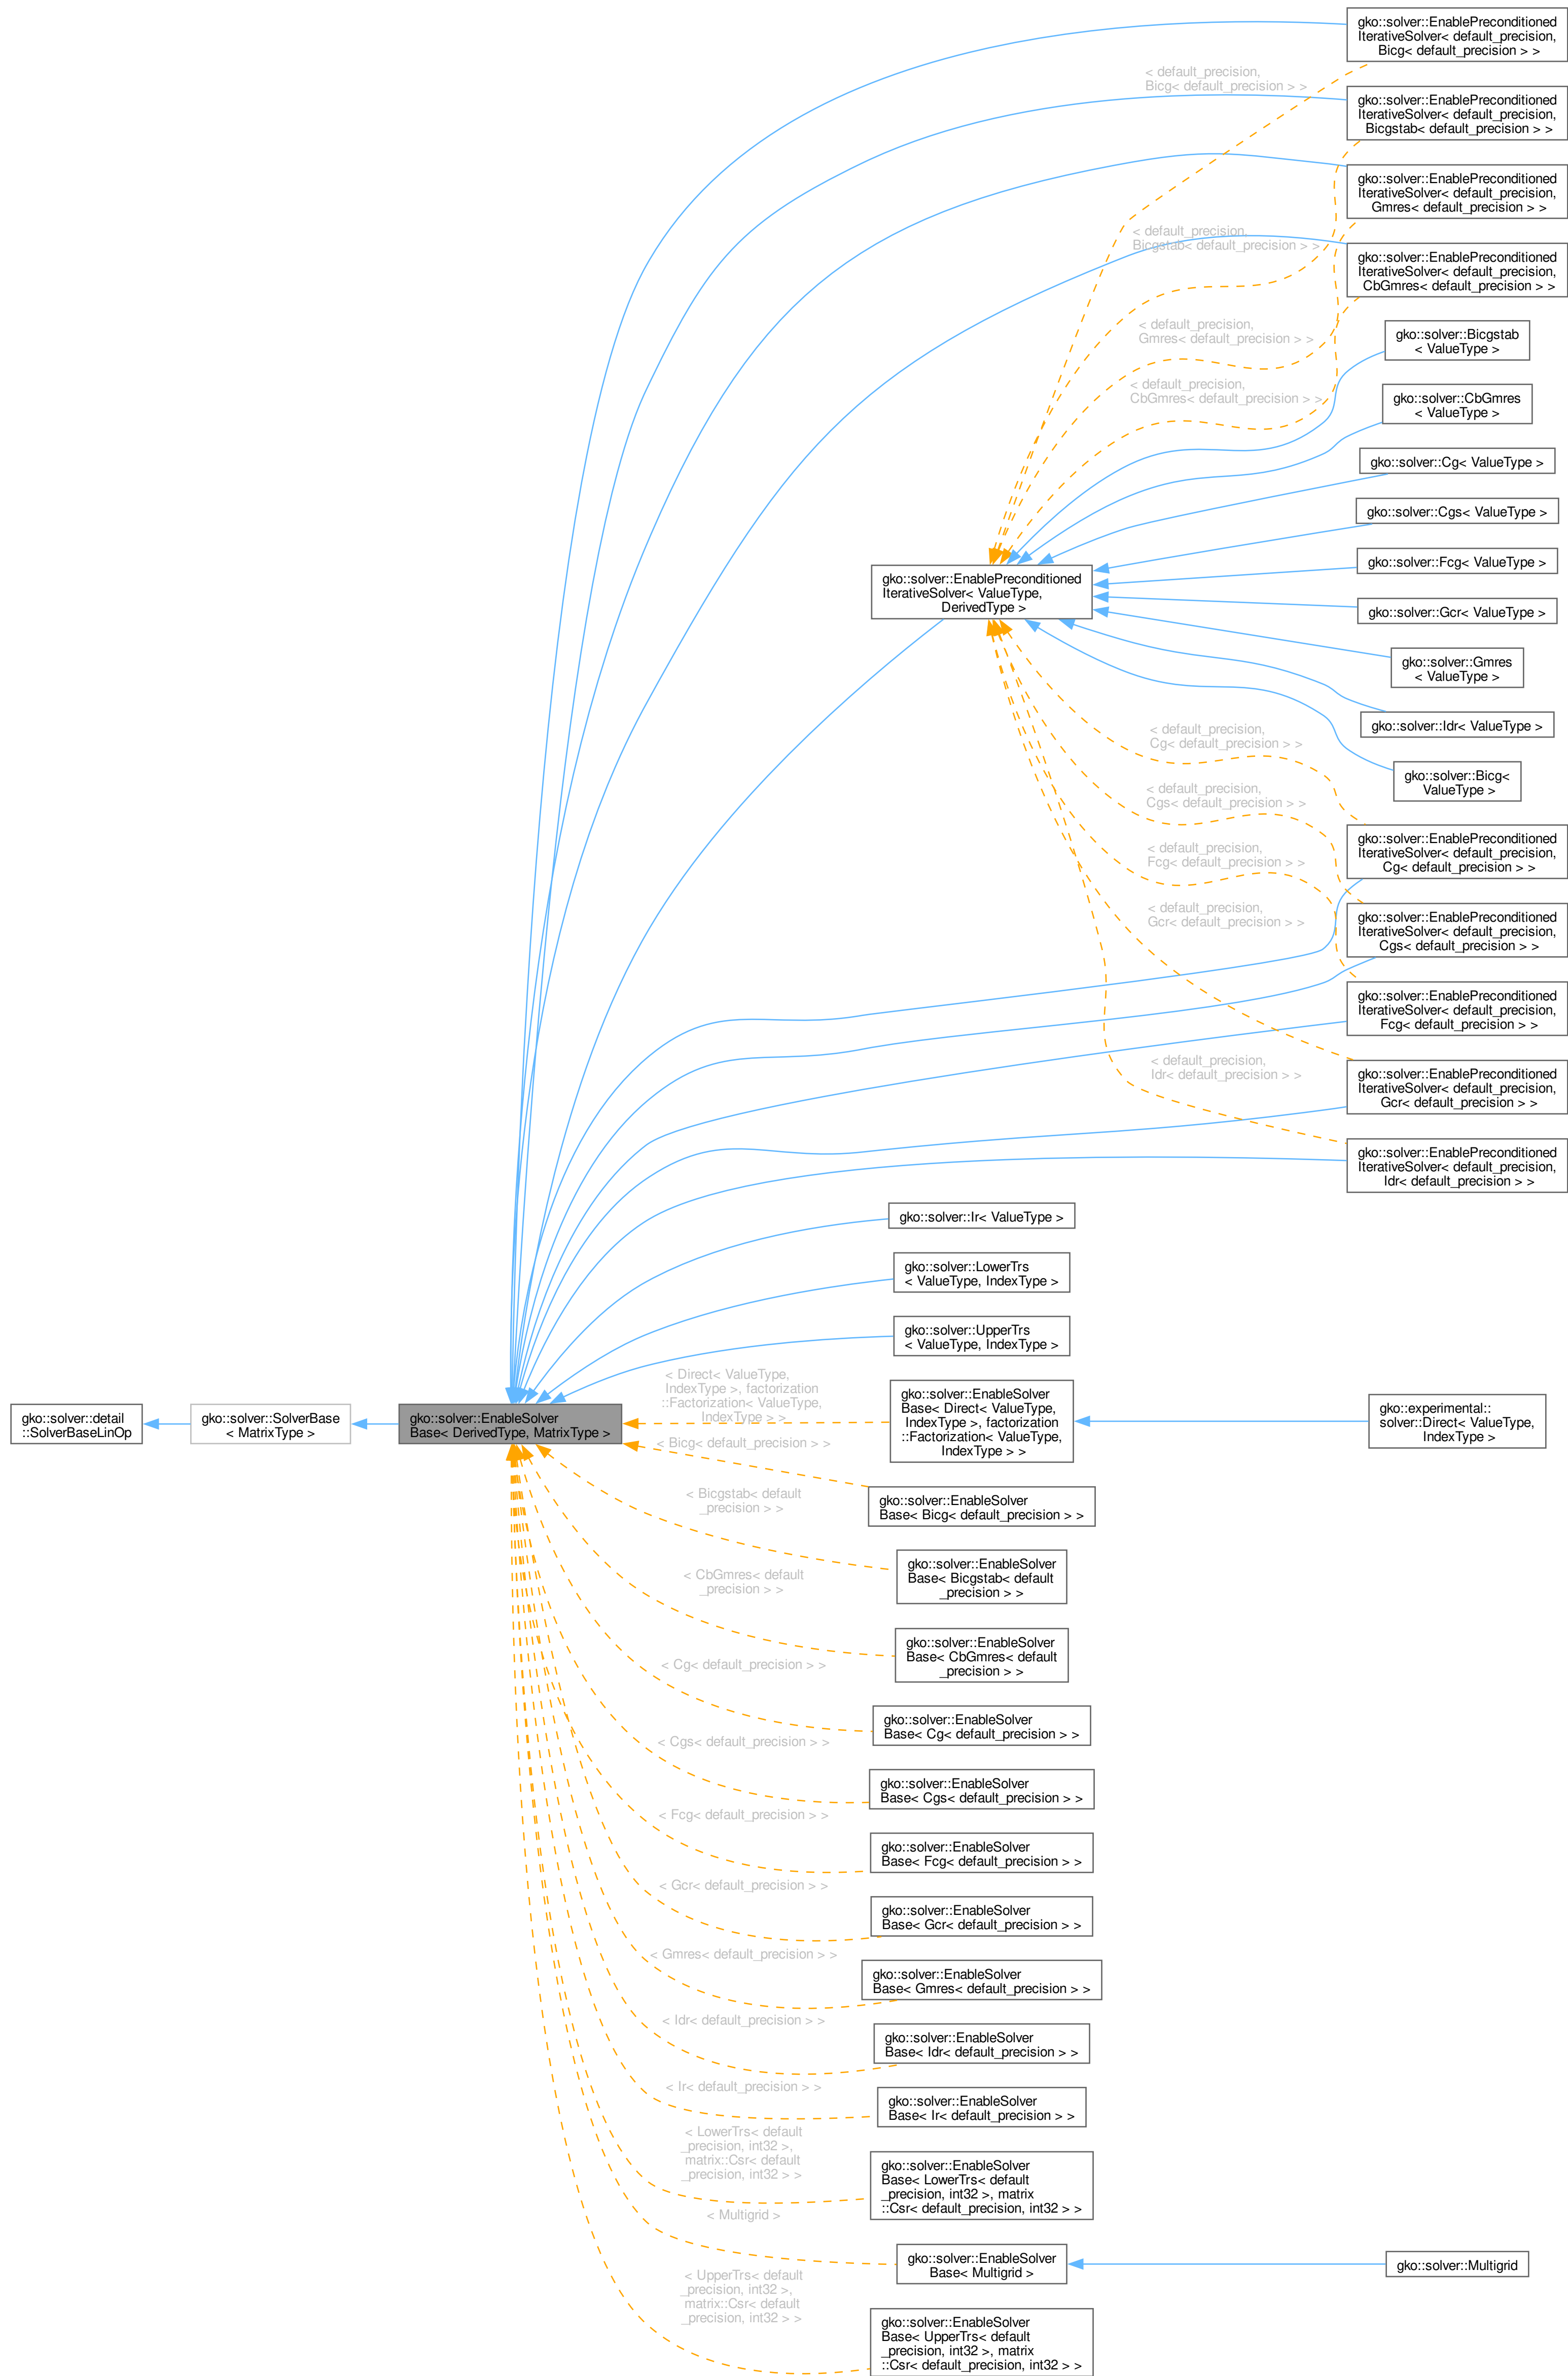 gko::solver::EnablePreconditioned
IterativeSolver< default_precision,
Bicg< default_precision > >
< default_precision,
Bicg< default_precision > >
gko::solver::EnablePreconditioned
IterativeSolver< default_precision,
Bicgstab< default_precision > >
gko::solver::EnablePreconditioned
IterativeSolver< default_precision,
Gmres< default_precision > >
< default_precision,
Bicgstab< default_precision > >
gko::solver::EnablePreconditioned
IterativeSolver< default_precision,
CbGmres< default_precision > >
< default_precision,
Gmres< default_precision > >
gko::solver::Bicgstab
< ValueType >
< default_precision,
CbGmres< default_precision > >
gko::solver::CbGmres
< ValueType >
gko::solver::Cg< ValueType >
gko::solver::Cgs< ValueType >
gko::solver::Fcg< ValueType >
gko::solver::EnablePreconditioned
IterativeSolver< ValueType,
DerivedType >
gko::solver::Gcr< ValueType >
gko::solver::Gmres
< ValueType >
gko::solver::Idr< ValueType >
< default_precision,
Cg< default_precision > >
gko::solver::Bicg<
ValueType >
< default_precision,
Cgs< default_precision > >
gko::solver::EnablePreconditioned
IterativeSolver< default_precision,
Cg< default_precision > >
< default_precision,
Fcg< default_precision > >
< default_precision,
Gcr< default_precision > >
gko::solver::EnablePreconditioned
IterativeSolver< default_precision,
Cgs< default_precision > >
gko::solver::EnablePreconditioned
IterativeSolver< default_precision,
Fcg< default_precision > >
< default_precision,
Idr< default_precision > >
gko::solver::EnablePreconditioned
IterativeSolver< default_precision,
Gcr< default_precision > >
gko::solver::EnablePreconditioned
IterativeSolver< default_precision,
Idr< default_precision > >
gko::solver::Ir< ValueType >
gko::solver::LowerTrs
< ValueType, IndexType >
gko::solver::UpperTrs
< ValueType, IndexType >
gko::solver::detail
::SolverBaseLinOp
gko::solver::SolverBase
< MatrixType >
gko::solver::EnableSolver
Base< DerivedType, MatrixType >
< Direct< ValueType,
IndexType >, factorization
::Factorization< ValueType,
IndexType > >
gko::solver::EnableSolver
Base< Direct< ValueType,
IndexType >, factorization
::Factorization< ValueType,
IndexType > >
gko::experimental::
solver::Direct< ValueType,
IndexType >
< Bicg< default_precision > >
gko::solver::EnableSolver
Base< Bicg< default_precision > >
< Bicgstab< default
_precision > >
gko::solver::EnableSolver
Base< Bicgstab< default
_precision > >
< CbGmres< default
_precision > >
gko::solver::EnableSolver
Base< CbGmres< default
_precision > >
< Cg< default_precision > >
gko::solver::EnableSolver
Base< Cg< default_precision > >
< Cgs< default_precision > >
gko::solver::EnableSolver
Base< Cgs< default_precision > >
< Fcg< default_precision > >
gko::solver::EnableSolver
Base< Fcg< default_precision > >
< Gcr< default_precision > >
gko::solver::EnableSolver
Base< Gcr< default_precision > >
< Gmres< default_precision > >
gko::solver::EnableSolver
Base< Gmres< default_precision > >
< Idr< default_precision > >
gko::solver::EnableSolver
Base< Idr< default_precision > >
< Ir< default_precision > >
gko::solver::EnableSolver
Base< Ir< default_precision > >
< LowerTrs< default
_precision, int32 >,
matrix::Csr< default
_precision, int32 > >
gko::solver::EnableSolver
Base< LowerTrs< default
_precision, int32 >, matrix
::Csr< default_precision, int32 > >
< Multigrid >
gko::solver::EnableSolver
Base< Multigrid >
gko::solver::Multigrid
< UpperTrs< default
_precision, int32 >,
matrix::Csr< default
_precision, int32 > >
gko::solver::EnableSolver
Base< UpperTrs< default
_precision, int32 >, matrix
::Csr< default_precision, int32 > >